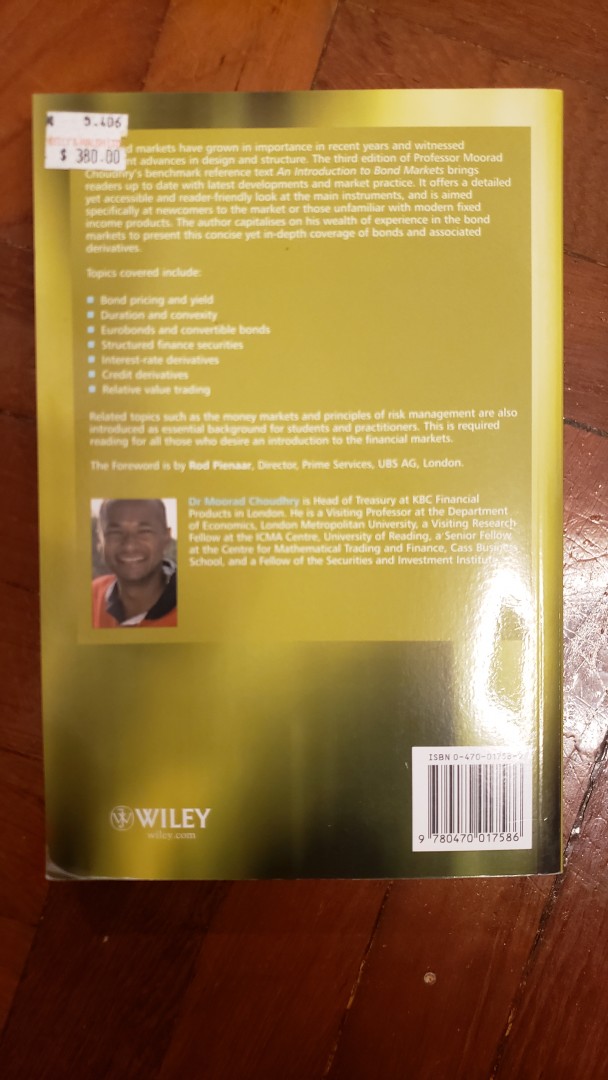 5.406
$ 380.00
markets have grown in importance in recent years and witnessed
advances in design and structure. The third edition of Professor Moorad
Choudhry's benchmark reference text An Introduction to Bond Markets brings
readers up to date with latest developments and market practice. It offers a detailed
yet accessible and reader-friendly look at the main instruments, and is aimed
specifically at newcomers to the market or those unfamiliar with modern fixed
income products. The author capitalises on his wealth of experience in the bond
markets to present this concise yet in-depth coverage of bonds and associated
derivatives.
Topics covered include:
Bond pricing and yield
Duration and convexity
Eurobonds and convertible bonds
Structured finance securities
Interest-rate derivatives
Credit derivatives
Relative value trading
Related topics such as the money markets and principles of risk management are also
introduced as essential background for students and practitioners. This is required
reading for all those who desire an introduction to the financial markets.
The Foreword is by Rod Pienaar, Director, Prime Services, UBS AG, London.
Dr Moorad Choudhry is Head of Treasury at KBC Financial
Products in London. He is a Visiting Professor at the Department
of Economics, London Metropolitan University, a Visiting Research
Fellow at the ICMA Centre, University of Reading, a Senior Fellow
at the Centre for Mathematical Trading and Finance, Cass Business
School, and a Fellow of the Securities and Investment Institute.
ISBN 0-470-01758-9
9 780470 017586
WILEY
wiley.com